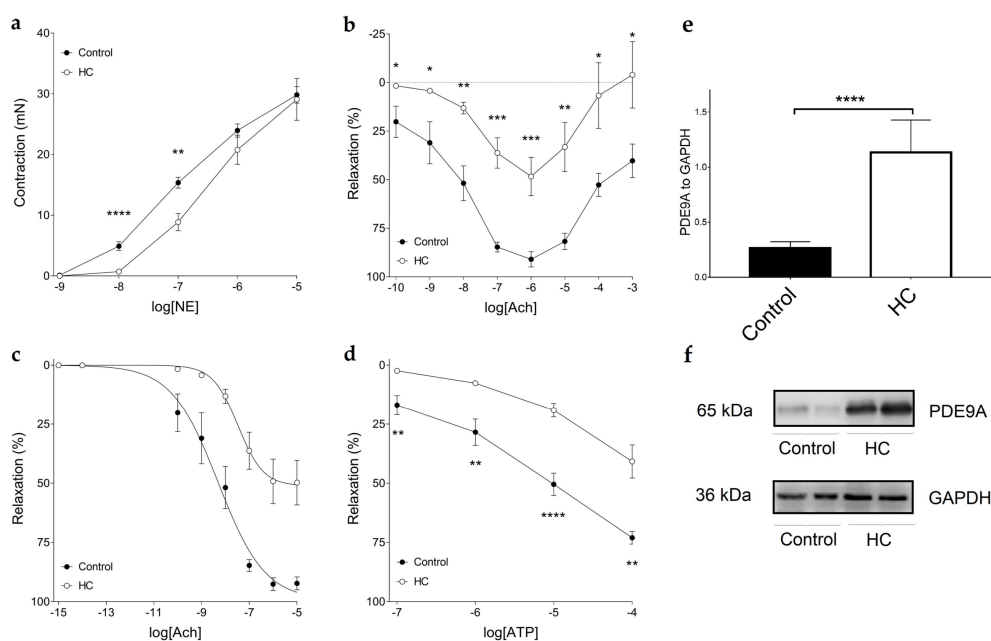 a
Control
HC
40
30
20
10
0
Contraction (mN)
****
**
-9
-8
-7
-6
-5
log[NE]
b
-25
0
25
50
75
100
Relaxation (%)
*
*
**
***
***
**
*
*
Control
HC
-10
-9
-8
-7
-6
-5
-4
-3
log[Ach]
e
****
1.5
1.0
0.5
0.0
PDE9A to GAPDH
Control
HC
c
0
25
50
75
100
Relaxation (%)
Control
HC
-15
-13
-11
-9
-7
-5
log[Ach]
d
0
25
50
75
100
Relaxation (%)
**
**
****
**
Control
HC
-7
-6
-5
-4
log[ATP]
f
65 kDa
PDE9A
Control
HC
36 kDa
GAPDH
Control
HC